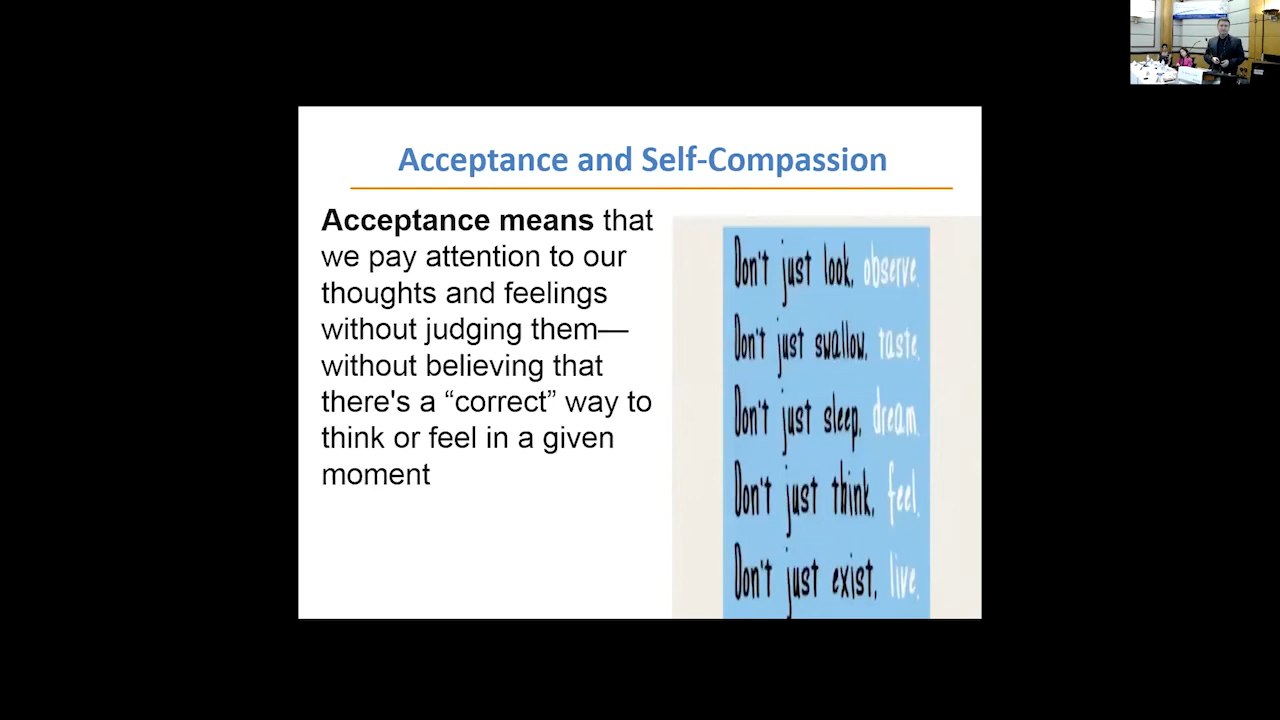 Acceptance and Self-Compassion
Acceptance means that
we pay attention to our
thoughts and feelings
without judging them—
without believing that
there's a “correct” way to
think or feel in a given
moment
Don't just look, observe.
Don't just swallow, taste.
Don't just sleep, dream.
Don't just think, feel.
Don't just exist, live.